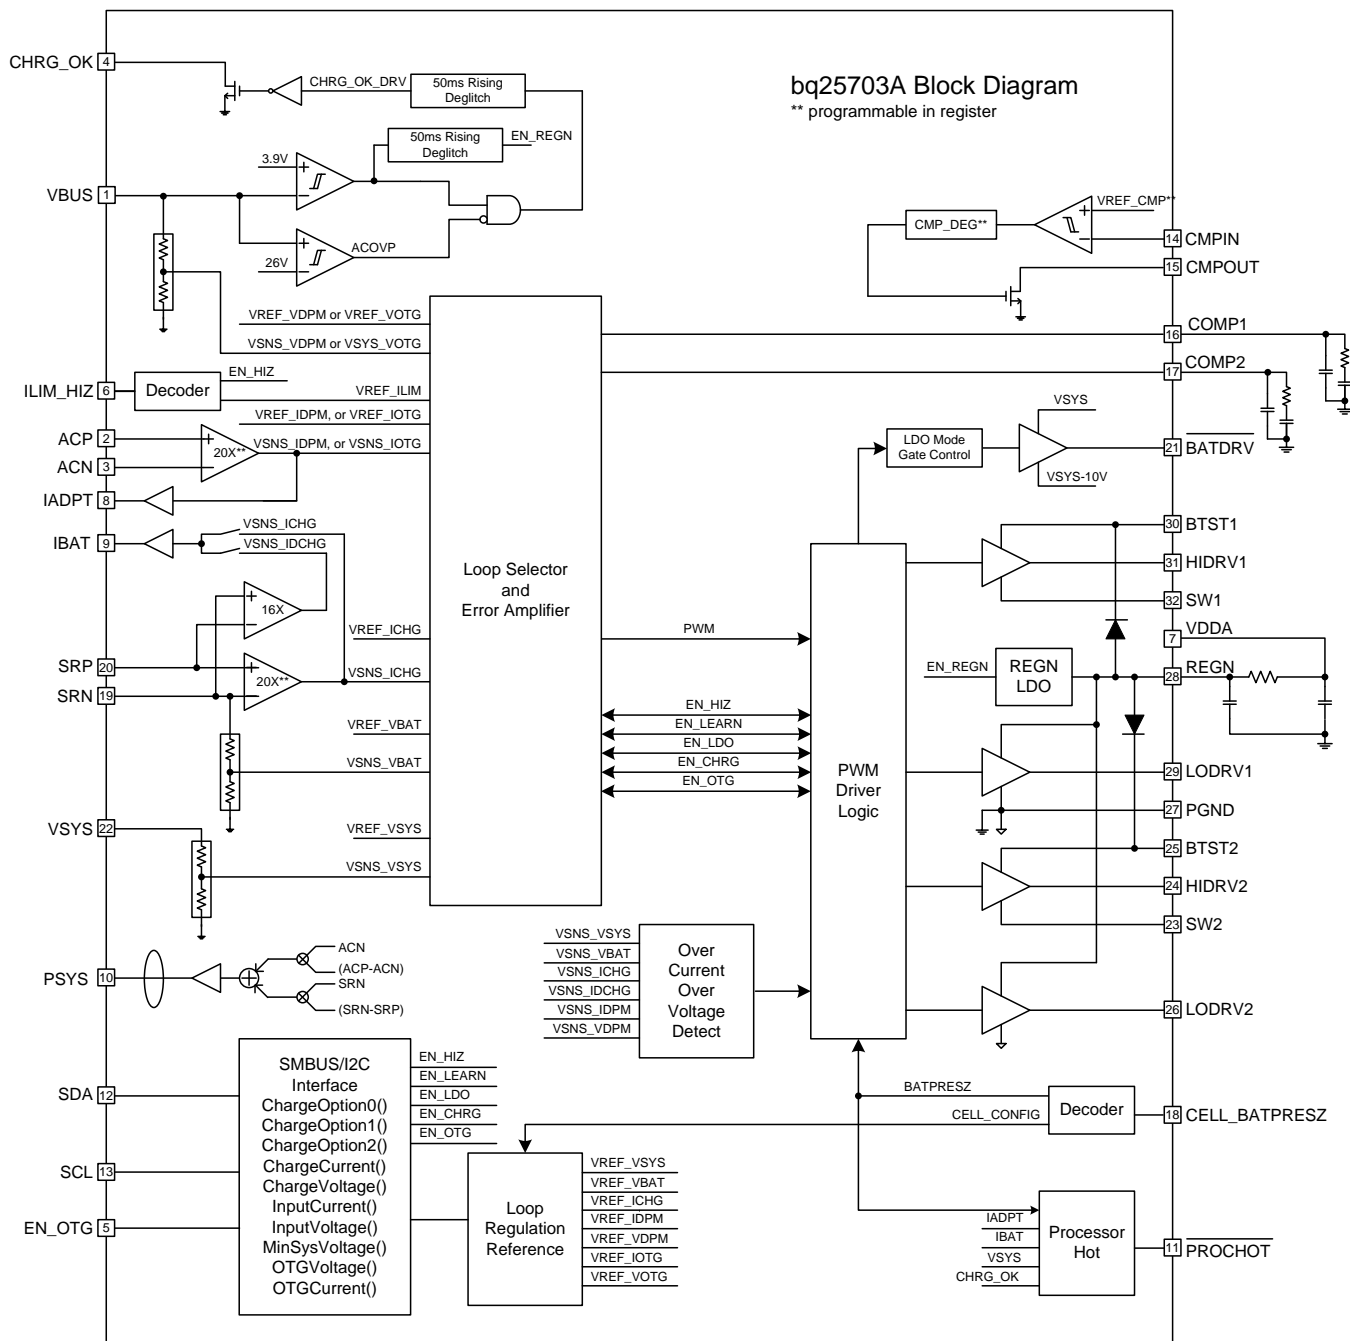 bq25703A Block Diagram
** programmable in register
CHRG_OK
4
CHRG_OK_DRV
50ms Rising
Deglitch
50ms Rising
Deglitch
EN_REGN
3.9V
VBUS
1
ACOVP
26V
VREF_CMP**
CMP_DEG**
14
CMPIN
15
CMPOUT
VREF_VDPM or VREF_VOTG
VSNS_VDPM or VSYS_VOTG
16
COMP1
17
COMP2
ILIM_HIZ
6
Decoder
EN_HIZ
VREF_ILIM
VREF_IDPM, or VREF_IOTG
VSNS_IDPM, or VSNS_IOTG
ACP
2
ACN
3
20X**
IADPT
8
IBAT
9
VSNS_ICHG
VSNS_IDCHG
16X
SRP
20
SRN
19
20X**
VREF_ICHG
VSNS_ICHG
VREF_VBAT
VSNS_VBAT
VSYS
22
VREF_VSYS
VSNS_VSYS
Loop Selector
and
Error Amplifier
PWM
EN_HIZ
EN_LEARN
EN_LDO
EN_CHRG
EN_OTG
PWM
Driver
Logic
VSYS
LDO Mode
Gate Control
VSYS-10V
21
BATDRV
30
BTST1
31
HIDRV1
32
SW1
7
VDDA
EN_REGN
REGN
LDO
28
REGN
29
LODRV1
27
PGND
25
BTST2
24
HIDRV2
23
SW2
26
LODRV2
PSYS
10
ACN
(ACP-ACN)
SRN
(SRN-SRP)
VSNS_VSYS
VSNS_VBAT
VSNS_ICHG
VSNS_IDCHG
VSNS_IDPM
VSNS_VDPM
Over
Current
Over
Voltage
Detect
SDA
12
SCL
13
EN_OTG
5
SMBUS/I2C
Interface
ChargeOption0()
ChargeOption1()
ChargeOption2()
ChargeCurrent()
ChargeVoltage()
InputCurrent()
InputVoltage()
MinSysVoltage()
OTGVoltage()
OTGCurrent()
EN_HIZ
EN_LEARN
EN_LDO
EN_CHRG
EN_OTG
Loop
Regulation
Reference
VREF_VSYS
VREF_VBAT
VREF_ICHG
VREF_IDPM
VREF_VDPM
VREF_IOTG
VREF_VOTG
BATPRESZ
CELL_CONFIG
Decoder
18
CELL_BATPRESZ
IADPT
IBAT
VSYS
CHRG_OK
Processor
Hot
11
PROCHOT